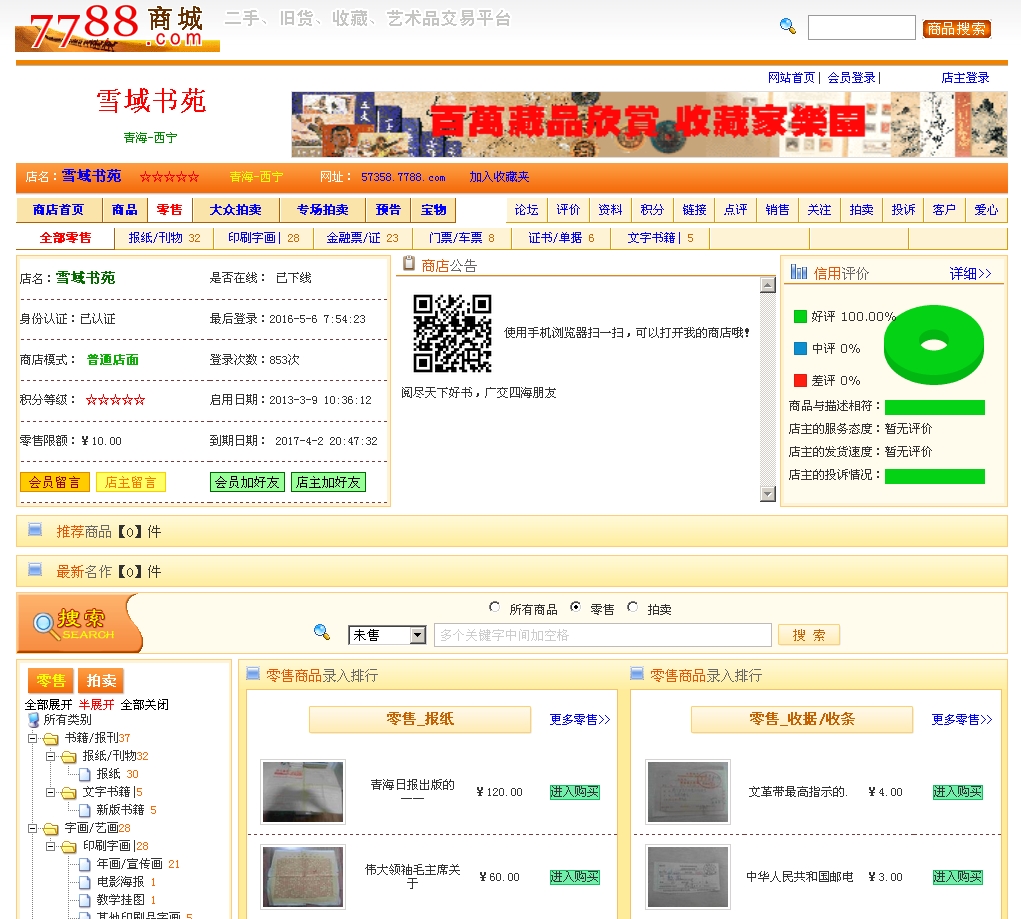 7788商城
.com
二手、旧货、收藏、艺术品交易平台
商品搜索
网站首页| 会员登录| 店主登录
雪域书苑
青海-西宁
百萬藏品欣賞 收藏家樂園
店名：雪域书苑 ☆☆☆☆☆ 青海-西宁 网址： 57358.7788.com 加入收藏夹
店铺首页 商品 零售 大众拍卖 专场拍卖 预告 宝物 论坛 评价 资料 积分 链接 点评 销售 关注 拍卖 投诉 客户 爱心
全部零售 报纸/刊物 32 印刷字画| 28 金融票/证 23 门票/车票 8 证书/单据 6 文字书籍| 5
店名：雪域书苑 是否在线： 已下线
身份认证：已认证 最后登录：2016-5-6 7:54:23
商店模式： 普通店面 登录次数：853次
积分等级： ☆☆☆☆☆ 启用日期：2013-3-9 10:36:12
零售限额：¥10.00 到期日期： 2017-4-2 20:47:32
会员留言 店主留言 会员加好友 店主加好友
商店公告
使用手机浏览器扫一扫，可以打开我的商店哦!
阅尽天下好书，广交四海朋友
信用评价 详细>>
好评 100.00%
中评 0%
差评 0%
商品与描述相符：
店主的服务态度：暂无评价
店主的发货速度：暂无评价
店主的投诉情况：
推荐商品【0】件
最新名作【0】件
搜索
SEARCH
所有商品 零售 拍卖
未售 多个关键字中间加空格 搜 索
零售 拍卖
全部展开 半展开 全部关闭
所有类别
书籍/报刊37
报纸/刊物32
报纸 30
文字书籍|5
新版书籍 5
字画/艺画28
印刷字画|28
年画/宣传画 21
电影海报 1
教学挂图 1
其他印刷品字画 5
零售商品录入排行
零售_报纸 更多零售>>
青海日报出版的
——
¥120.00 进入购买
伟大领袖毛主席关
于
¥60.00 进入购买
零售商品录入排行
零售_收据/收条 更多零售>>
文革带最高指示的. ¥4.00 进入购买
中华人民共和国邮电 ¥3.00 进入购买